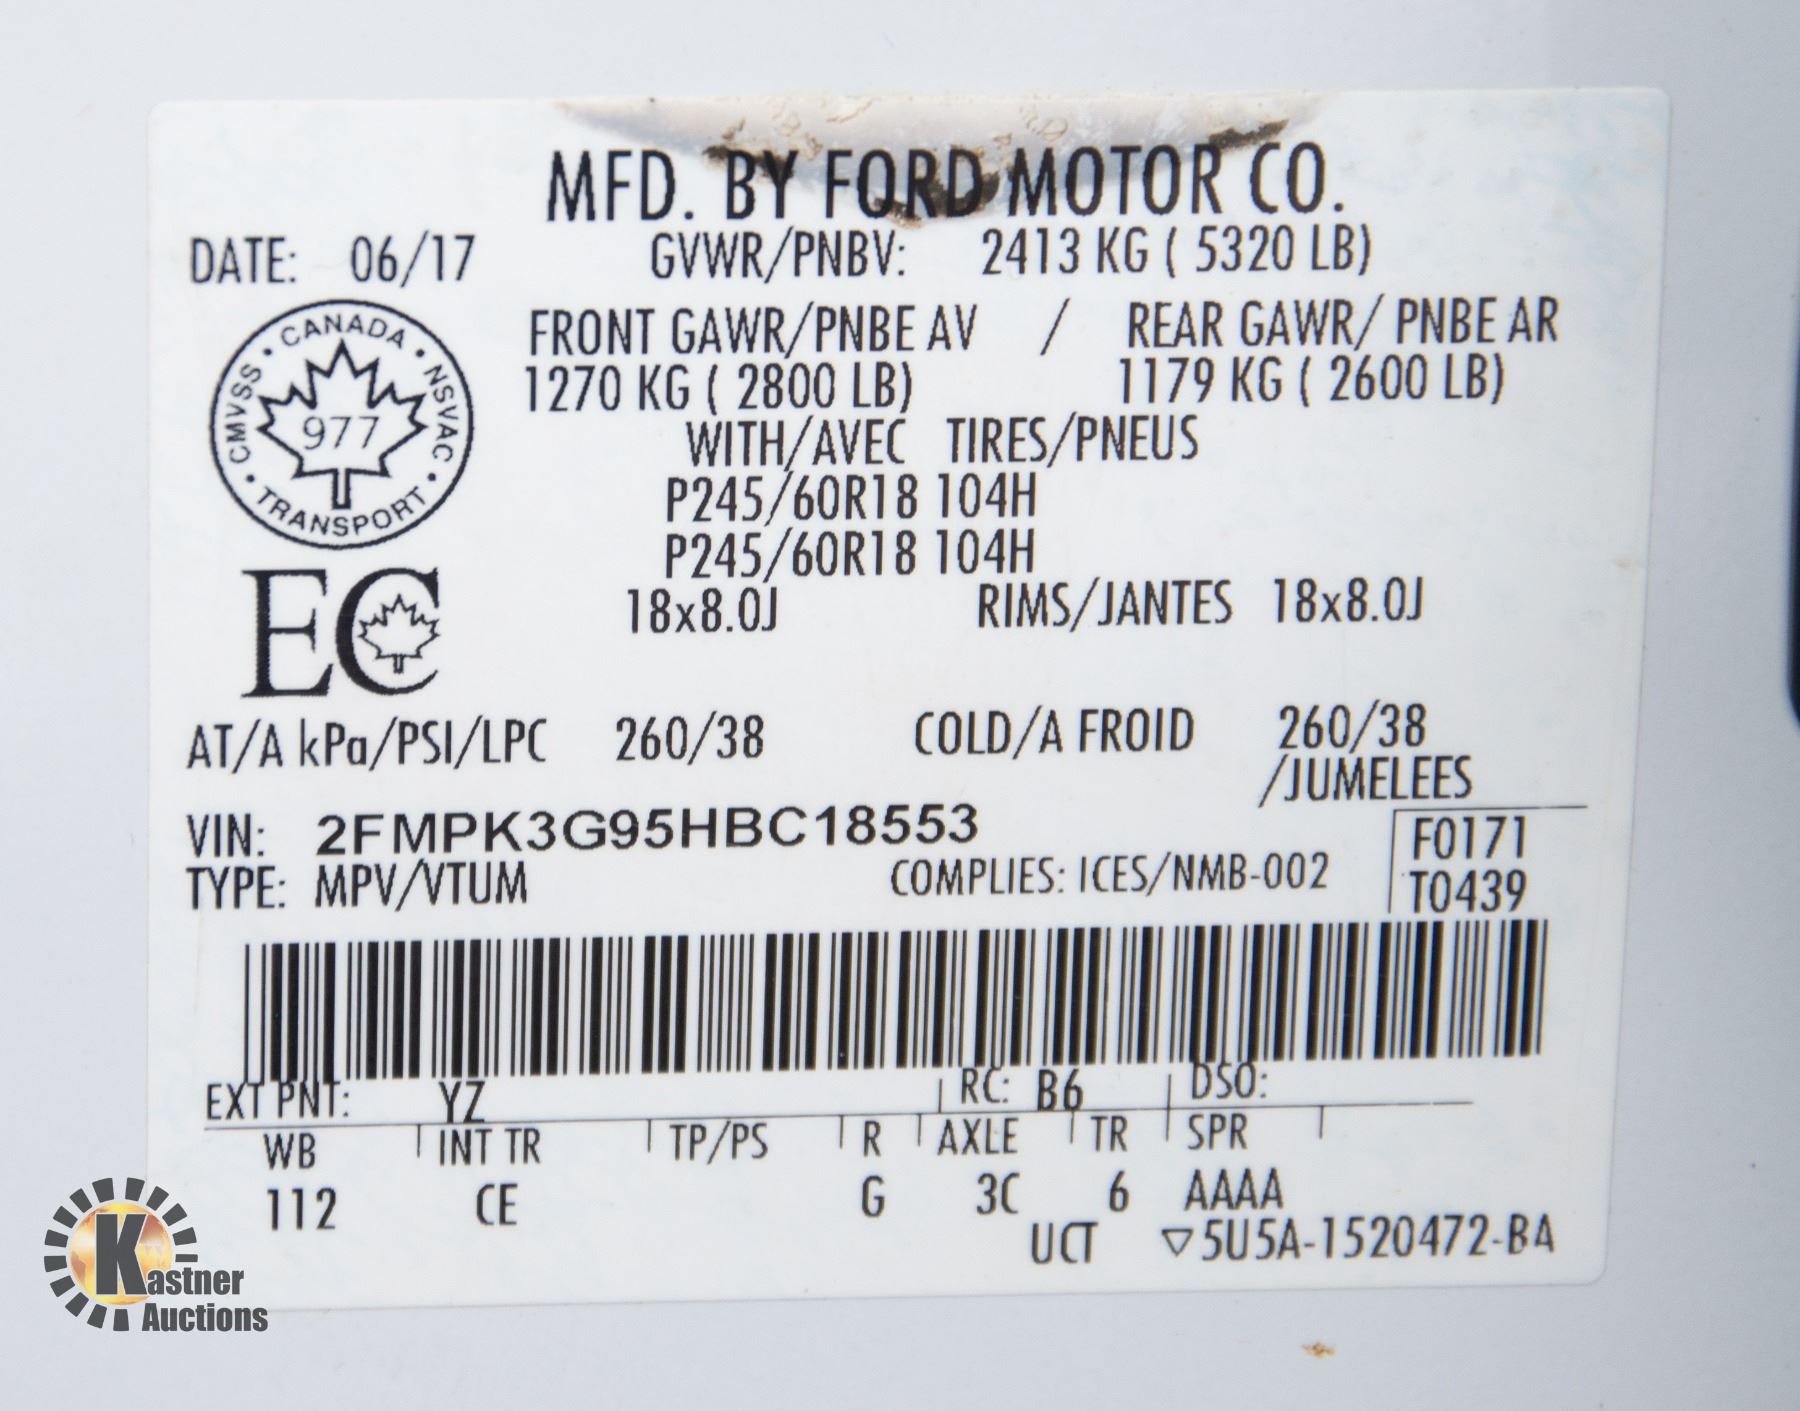 MFD. BY FORD MOTOR CO.
DATE: 06/17 GVWR/PNBV: 2413 KG ( 5320 LB)
FRONT GAWR/PNBE AV / REAR GAWR/ PNBE AR
1270 KG ( 2800 LB) 1179 KG ( 2600 LB)
WITH/AVEC TIRES/PNEUS
P245/60R18 104H
P245/60R18 104H
18x8.0J RIMS/JANTES 18x8.0J
CANADA
CMVSS · NSVAC
977
TRANSPORT
EC
AT/A kPa/PSI/LPC 260/38 COLD/A FROID 260/38
/JUMELEES
VIN: 2FMPK3G95HBC18553
F0171
TYPE: MPV/VTUM COMPLIES: ICES/NMB-002
T0439
EXT PNT: YZ RC: B6 DSO:
WB INT TR TP/PS R AXLE TR SPR
112 CE G 3C 6 AAAA
UCT ▽5U5A-1520472-BA
Kastner
Auctions